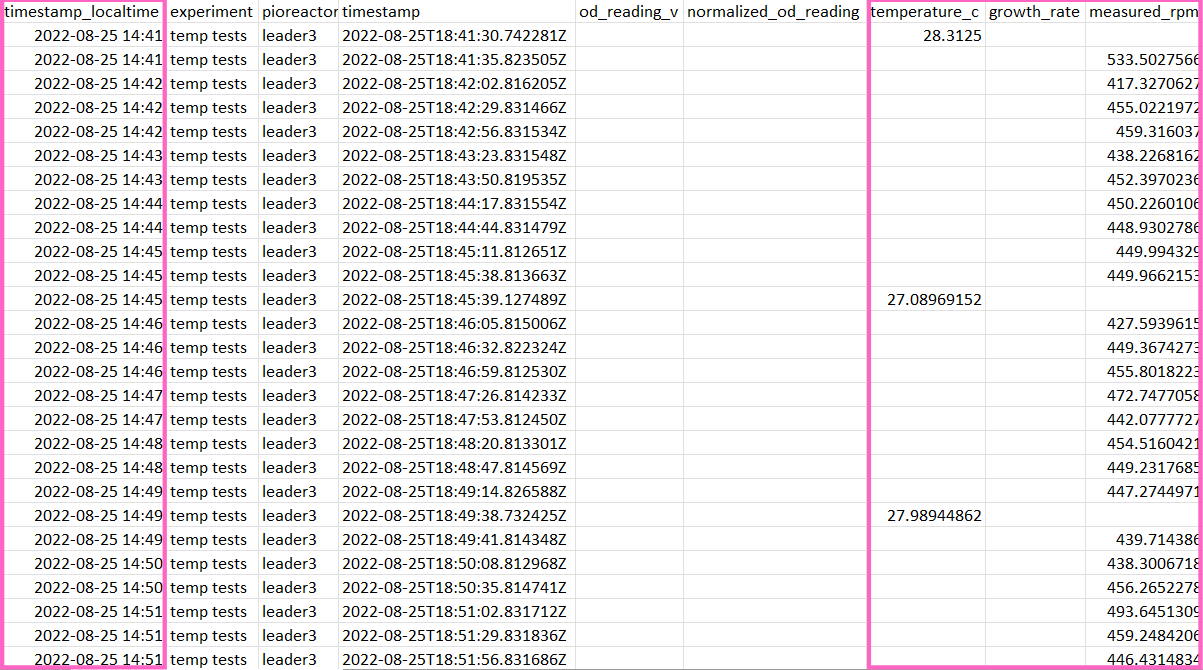 timestamp_localtime experiment pioreactor timestamp od_reading_v normalized_od_reading temperature_c growth_rate measured_rpm
2022-08-25 14:41 temp tests leader3 2022-08-25T18:41:30.742281Z 28.3125
2022-08-25 14:41 temp tests leader3 2022-08-25T18:41:35.823505Z 533.5027566
2022-08-25 14:42 temp tests leader3 2022-08-25T18:42:02.816205Z 417.3270627
2022-08-25 14:42 temp tests leader3 2022-08-25T18:42:29.831466Z 455.0221972
2022-08-25 14:42 temp tests leader3 2022-08-25T18:42:56.831534Z 459.316037
2022-08-25 14:43 temp tests leader3 2022-08-25T18:43:23.831548Z 438.2268162
2022-08-25 14:43 temp tests leader3 2022-08-25T18:43:50.819535Z 452.3970236
2022-08-25 14:44 temp tests leader3 2022-08-25T18:44:17.831554Z 450.2260106
2022-08-25 14:44 temp tests leader3 2022-08-25T18:44:44.831479Z 448.9302786
2022-08-25 14:45 temp tests leader3 2022-08-25T18:45:11.812651Z 449.994329
2022-08-25 14:45 temp tests leader3 2022-08-25T18:45:38.813663Z 449.9662153
2022-08-25 14:45 temp tests leader3 2022-08-25T18:45:39.127489Z 27.08969152
2022-08-25 14:46 temp tests leader3 2022-08-25T18:46:05.815006Z 427.5939615
2022-08-25 14:46 temp tests leader3 2022-08-25T18:46:32.822324Z 449.3674273
2022-08-25 14:46 temp tests leader3 2022-08-25T18:46:59.812530Z 455.8018223
2022-08-25 14:47 temp tests leader3 2022-08-25T18:47:26.814233Z 472.7477058
2022-08-25 14:47 temp tests leader3 2022-08-25T18:47:53.812450Z 442.0777727
2022-08-25 14:48 temp tests leader3 2022-08-25T18:48:20.813301Z 454.5160421
2022-08-25 14:48 temp tests leader3 2022-08-25T18:48:47.814569Z 449.2317685
2022-08-25 14:49 temp tests leader3 2022-08-25T18:49:14.826588Z 447.2744971
2022-08-25 14:49 temp tests leader3 2022-08-25T18:49:38.732425Z 27.98944862
2022-08-25 14:49 temp tests leader3 2022-08-25T18:49:41.814348Z 439.714386
2022-08-25 14:50 temp tests leader3 2022-08-25T18:50:08.812968Z 438.3006718
2022-08-25 14:50 temp tests leader3 2022-08-25T18:50:35.814741Z 456.2652278
2022-08-25 14:51 temp tests leader3 2022-08-25T18:51:02.831712Z 493.6451309
2022-08-25 14:51 temp tests leader3 2022-08-25T18:51:29.831836Z 459.2484206
2022-08-25 14:51 temp tests leader3 2022-08-25T18:51:56.831686Z 446.4314834